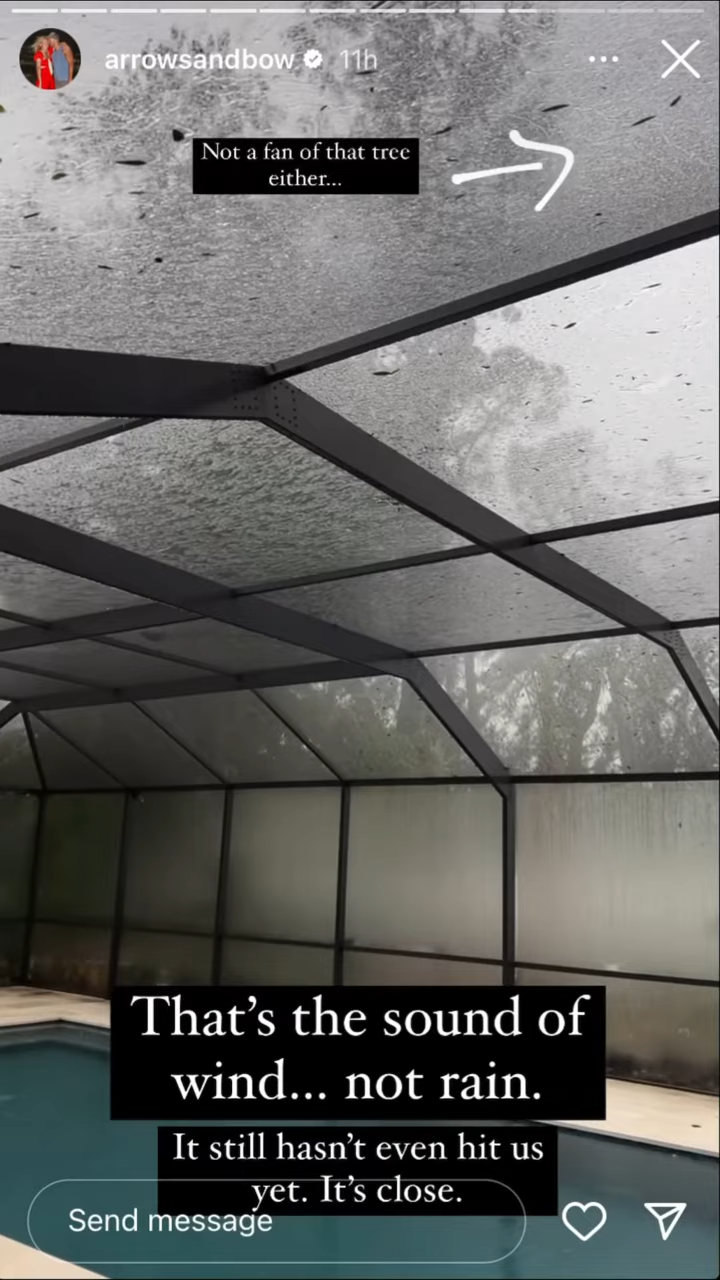 arrowsandbow 11h
Not a fan of that tree
either...
That's the sound of
wind... not rain.
It still hasn't even hit us
yet. It's close.
Send message